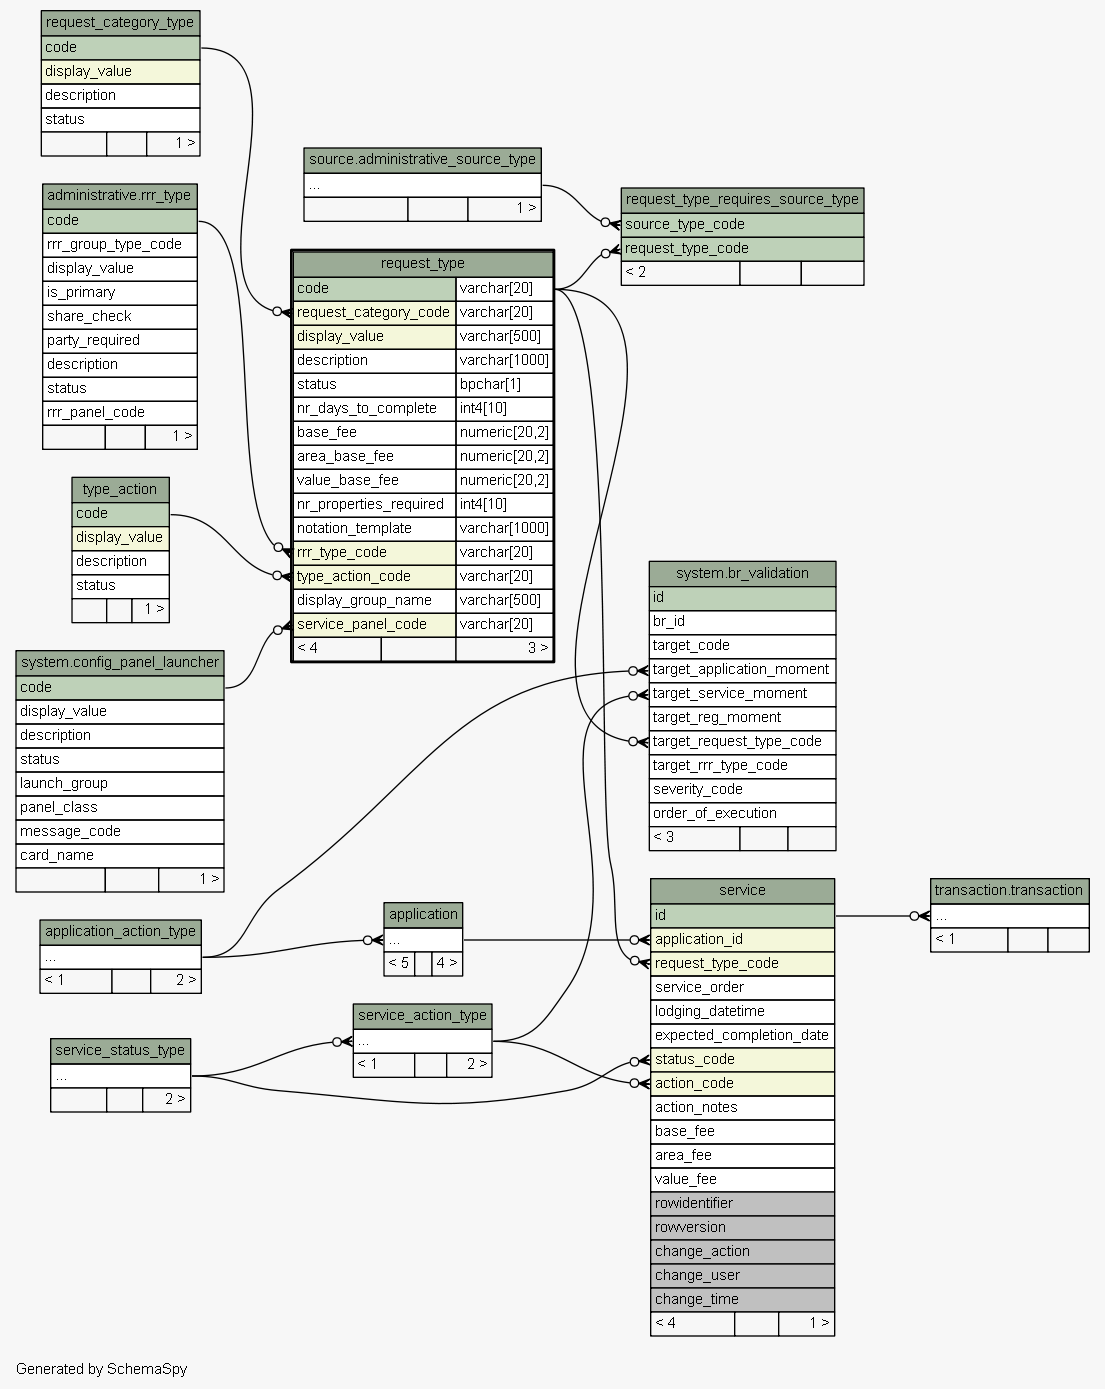 request_category_type
code
display_value
description
status
1 >
administrative.rrr_type
code
rrr_group_type_code
display_value
is_primary
share_check
party_required
description
status
rrr_panel_code
1 >
type_action
code
display_value
description
status
1 >
system.config_panel_launcher
code
display_value
description
status
launch_group
panel_class
message_code
card_name
1 >
application_action_type
...
< 1 2 >
service_status_type
...
2 >
source.administrative_source_type
...
1 >
request_type
code varchar[20]
request_category_code varchar[20]
display_value varchar[500]
description varchar[1000]
status bpchar[1]
nr_days_to_complete int4[10]
base_fee numeric[20,2]
area_base_fee numeric[20,2]
value_base_fee numeric[20,2]
nr_properties_required int4[10]
notation_template varchar[1000]
rrr_type_code varchar[20]
type_action_code varchar[20]
display_group_name varchar[500]
service_panel_code varchar[20]
< 4 3 >
application
...
< 5 4 >
service_action_type
...
< 1 2 >
request_type_requires_source_type
source_type_code
request_type_code
< 2
system.br_validation
id
br_id
target_code
target_application_moment
target_service_moment
target_reg_moment
target_request_type_code
target_rrr_type_code
severity_code
order_of_execution
< 3
service
id
application_id
request_type_code
service_order
lodging_datetime
expected_completion_date
status_code
action_code
action_notes
base_fee
area_fee
value_fee
rowidentifier
rowversion
change_action
change_user
change_time
< 4 1 >
transaction.transaction
...
< 1
Generated by SchemaSpy